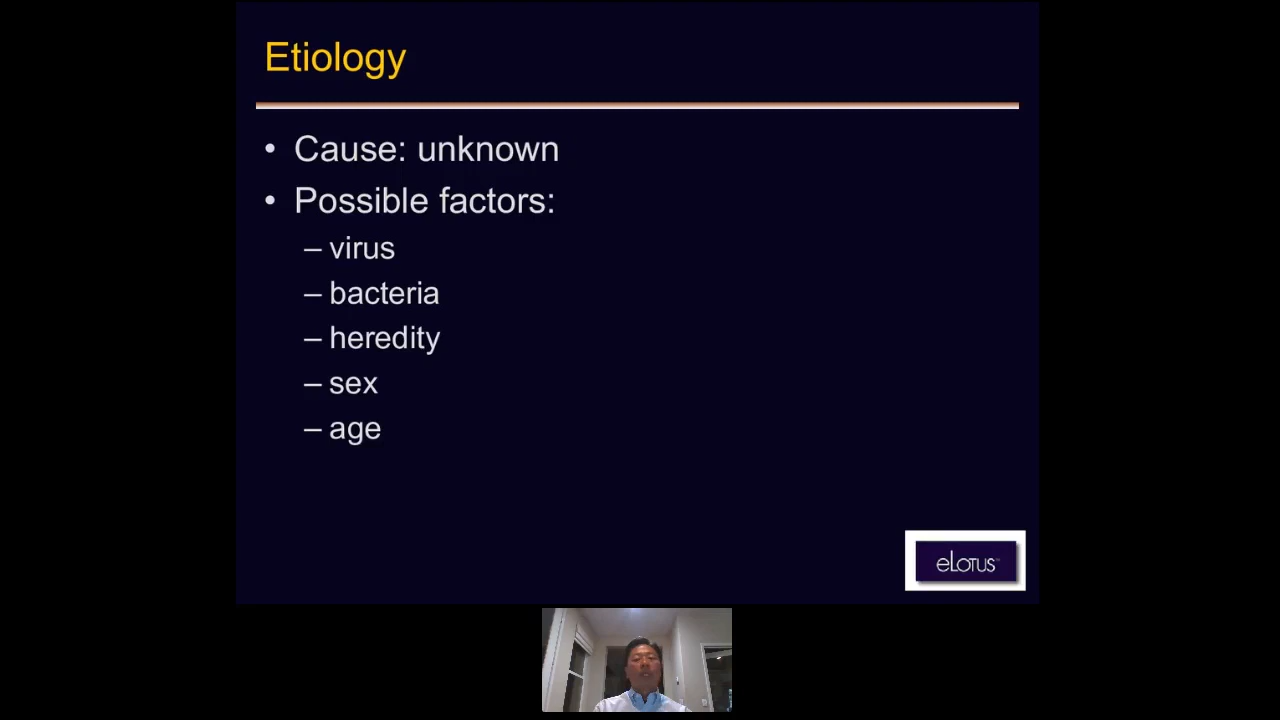 Etiology
• Cause: unknown
• Possible factors:
– virus
– bacteria
– heredity
– sex
– age
eLotus